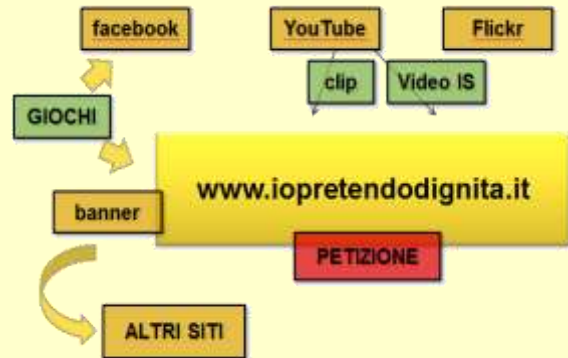 facebook
YouTube
Flickr
clip
Video IS
GIOCHI
www.iopretendodignita.it
banner
PETIZIONE
ALTRI SITI